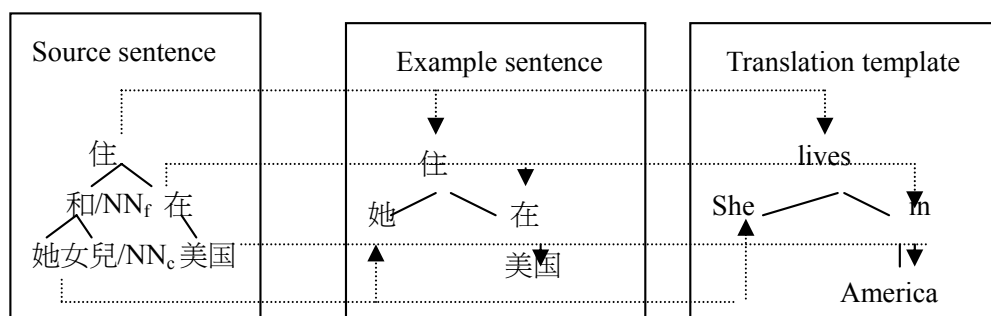 Source sentence
住
和/NNf 在
她女兒/NNc 美国
Example sentence
住
她 在
美国
Translation template
lives
She in
America